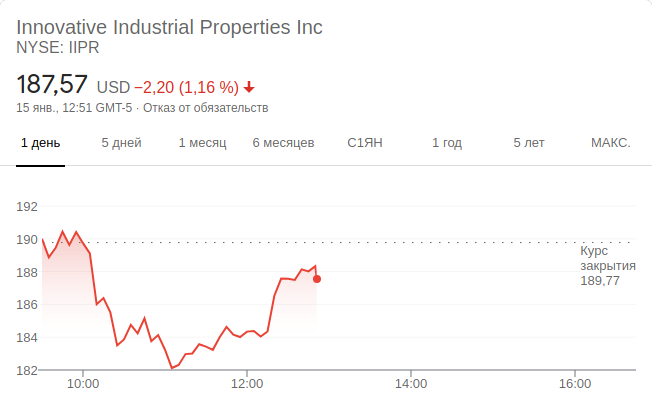 Innovative Industrial Properties Inc
NYSE: IIPR
187,57 USD −2,20 (1,16 %)
15 янв., 12:51 GMT-5 · Отказ от обязательств
1 день 5 дней 1 месяц 6 месяцев С1ЯН 1 год 5 лет МАКС.
192
190
188
186
184
182
Курс
закрытия
189,77
10:00 12:00 14:00 16:00